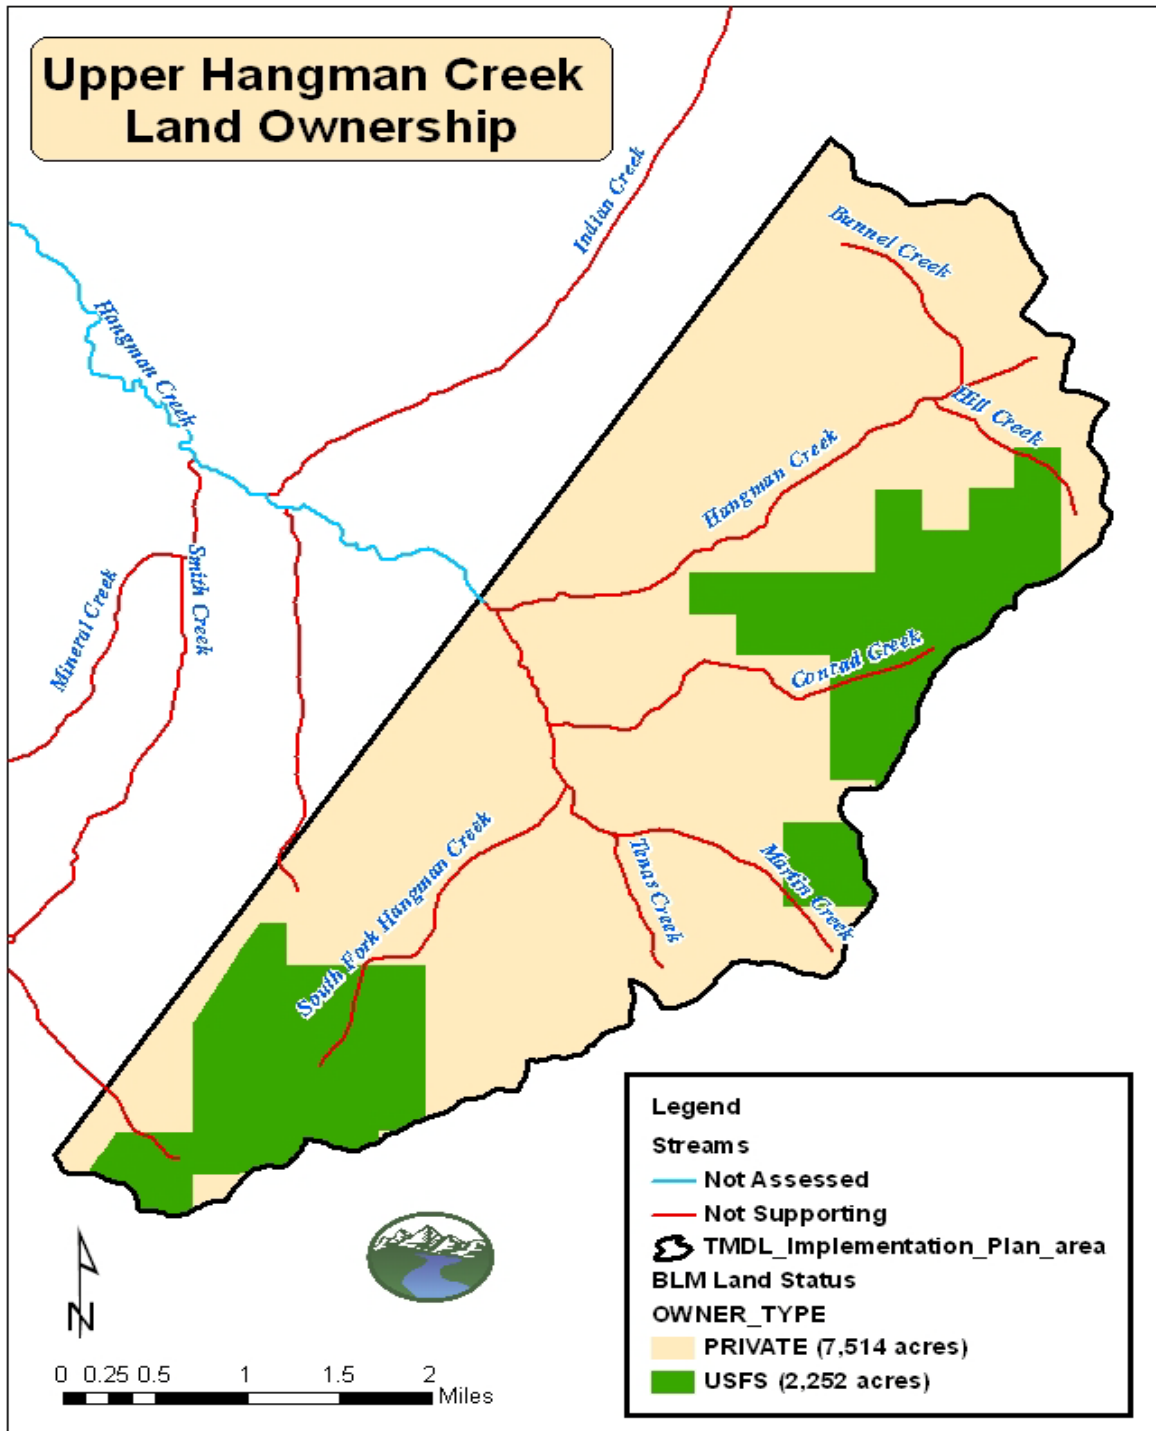 Upper Hangman Creek
Land Ownership
Indian Creek
Bunnel Creek
Hangman Creek
Hill Creek
Hangman Creek
Smith Creek
Mineral Creek
Conrad Creek
South Fork Hangman Creek
Tenas Creek
Martin Creek
Legend
Streams
Not Assessed
Not Supporting
TMDL_Implementation_Plan_area
BLM Land Status
OWNER_TYPE
PRIVATE (7,514 acres)
USFS (2,252 acres)
N
0 0.25 0.5 1 1.5 2
Miles